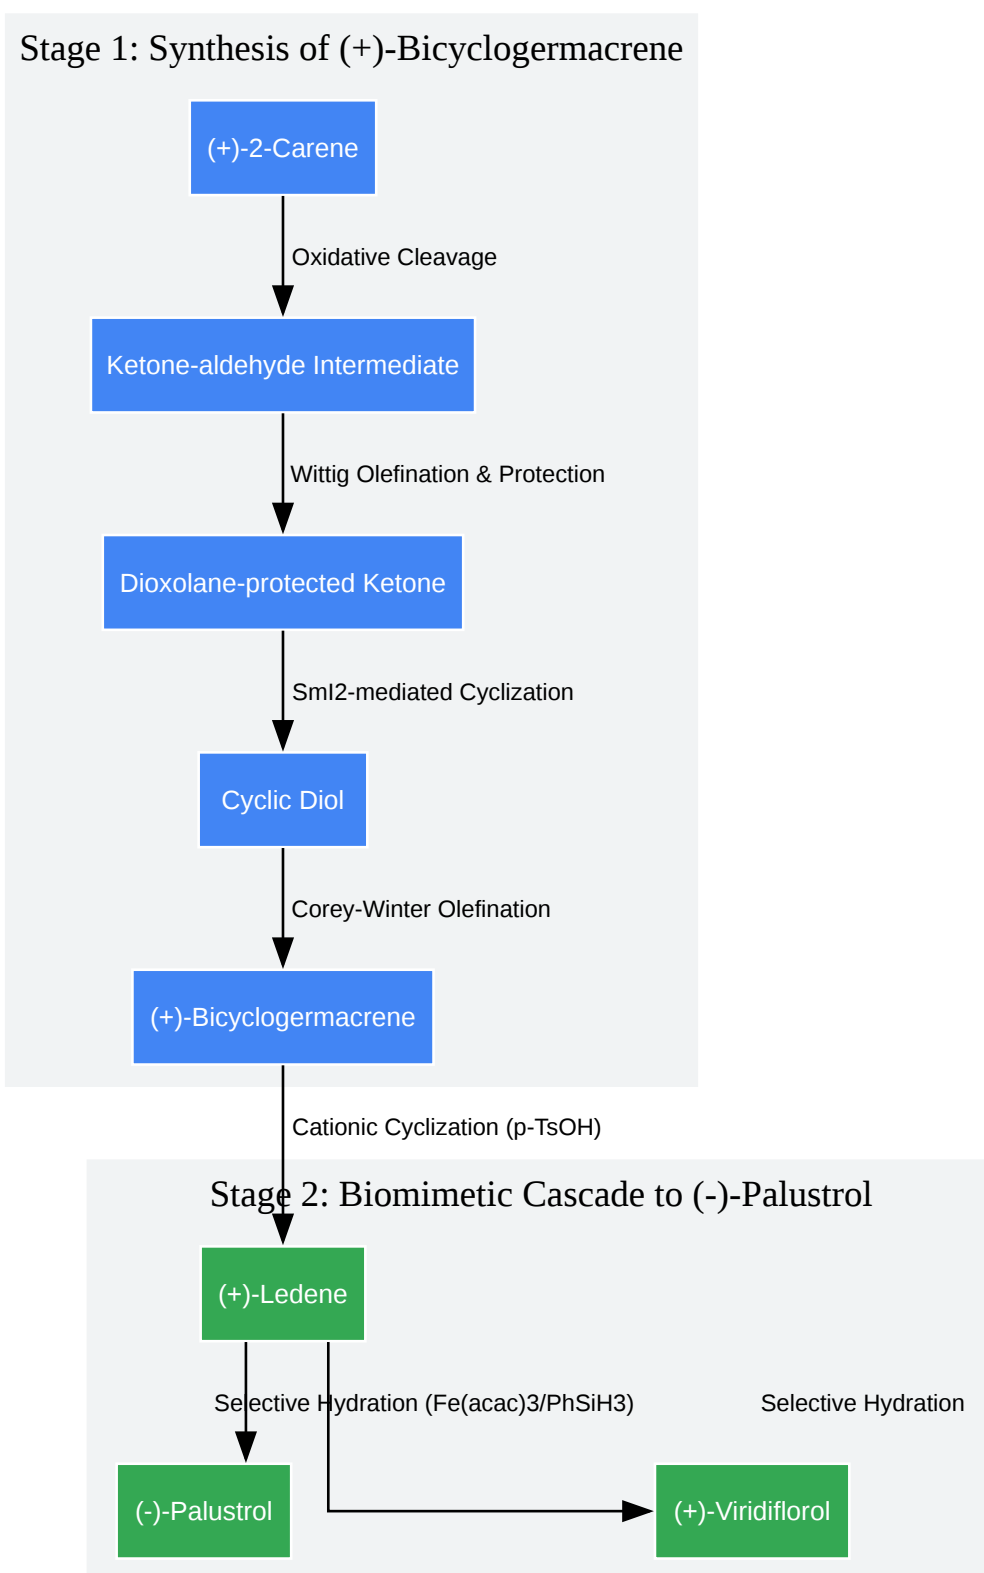 Stage 1: Synthesis of (+)-Bicyclogermacrene
(+)-2-Carene
Oxidative Cleavage
Ketone-aldehyde Intermediate
Wittig Olefination & Protection
Dioxolane-protected Ketone
SmI2-mediated Cyclization
Cyclic Diol
Corey-Winter Olefination
(+)-Bicyclogermacrene
Cationic Cyclization (p-TsOH)
Stage 2: Biomimetic Cascade to (-)-Palustrol
(+)-Ledene
Selective Hydration (Fe(acac)3/PhSiH3)
Selective Hydration
(-)-Palustrol
(+)-Viridiflorol